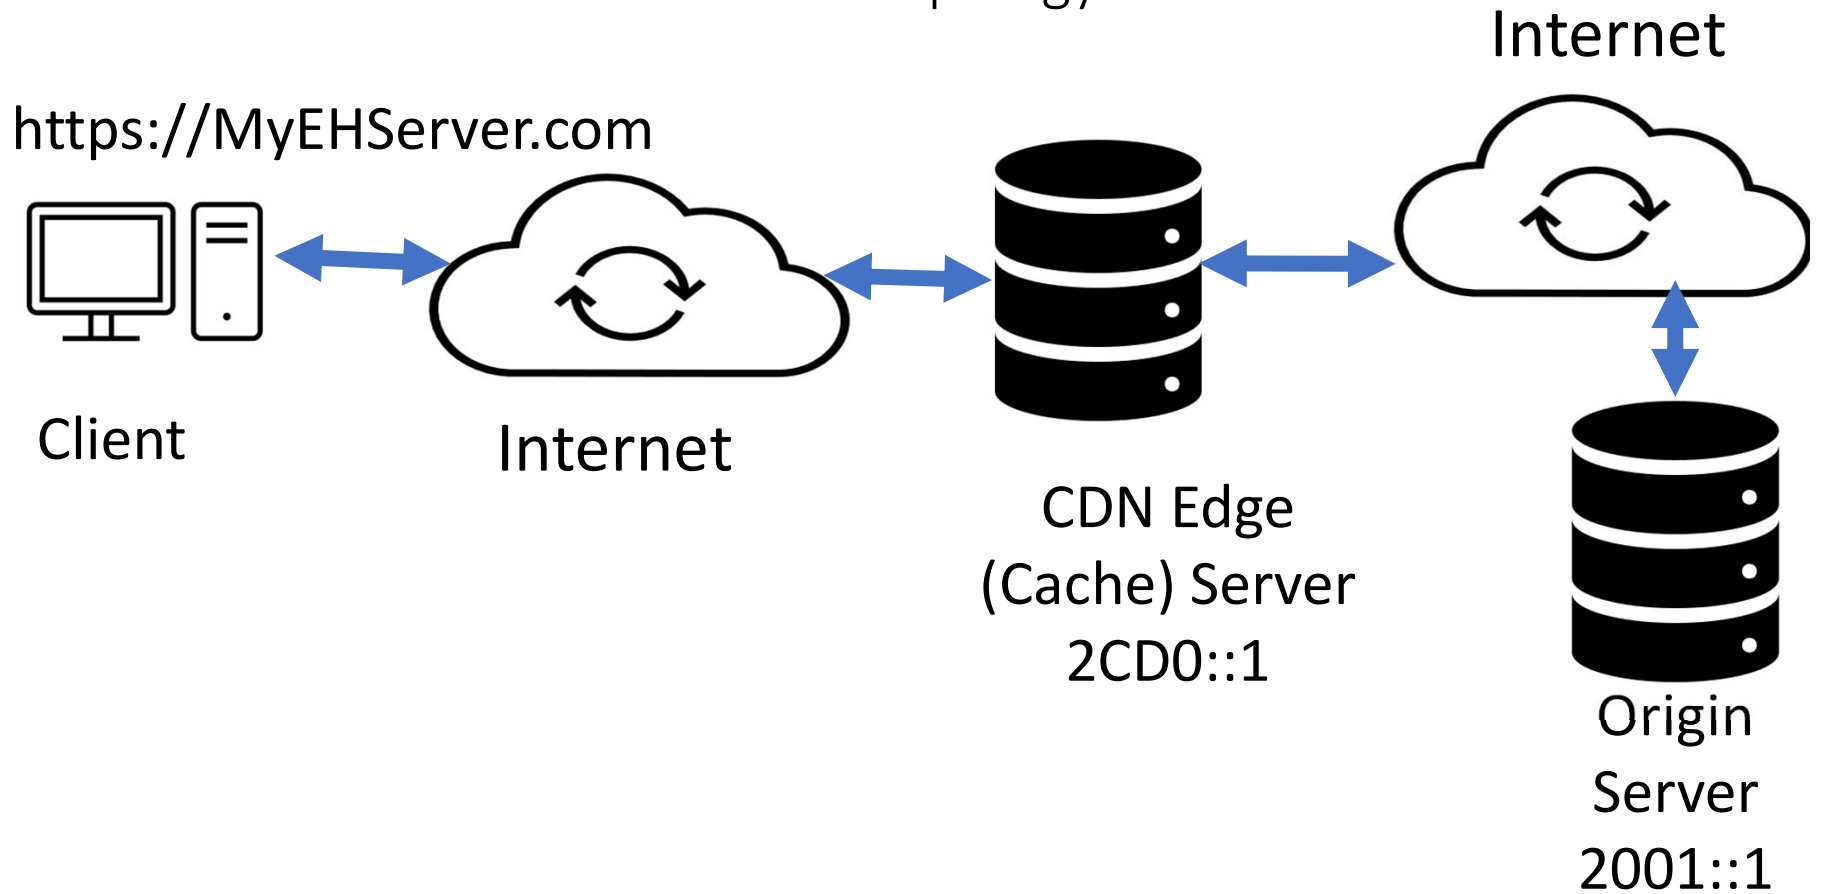 Internet
https://MyEHServer.com
Client
Internet
CDN Edge
(Cache) Server
2CD0::1
Origin
Server
2001::1